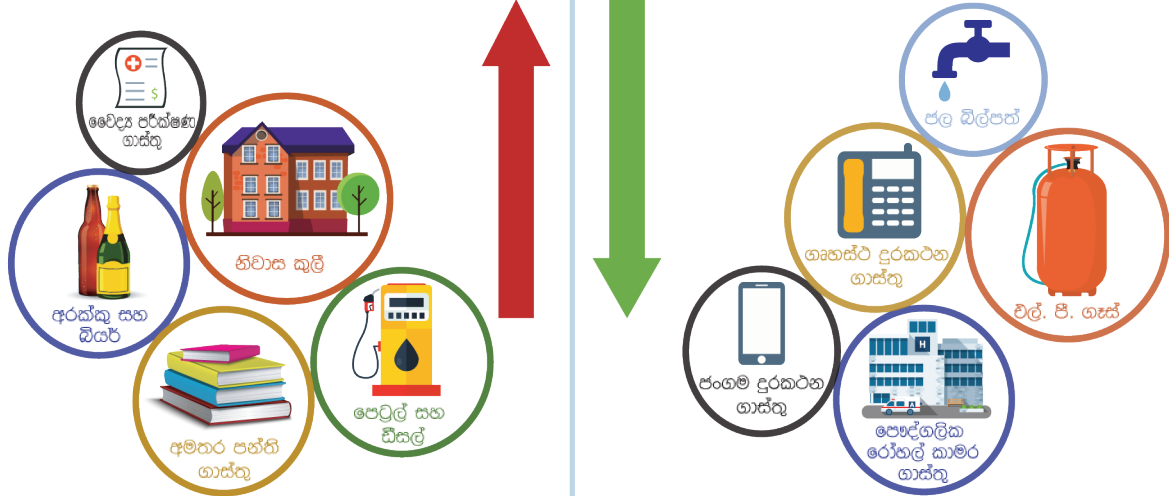 වෛද්‍ය පරීක්ෂණ
ගාස්තු
නිවාස කුලී
අරක්කු සහ
බියර්
පෙට්‍රල් සහ
ඩීසල්
අමතර පන්ති
ගාස්තු
ජල බිල්පත්
ගෘහස්ථ දුරකථන
ගාස්තු
එල්. පී. ගෑස්
ජංගම දුරකථන
ගාස්තු
H
පෞද්ගලික
රෝහල් කාමර
ගාස්තු